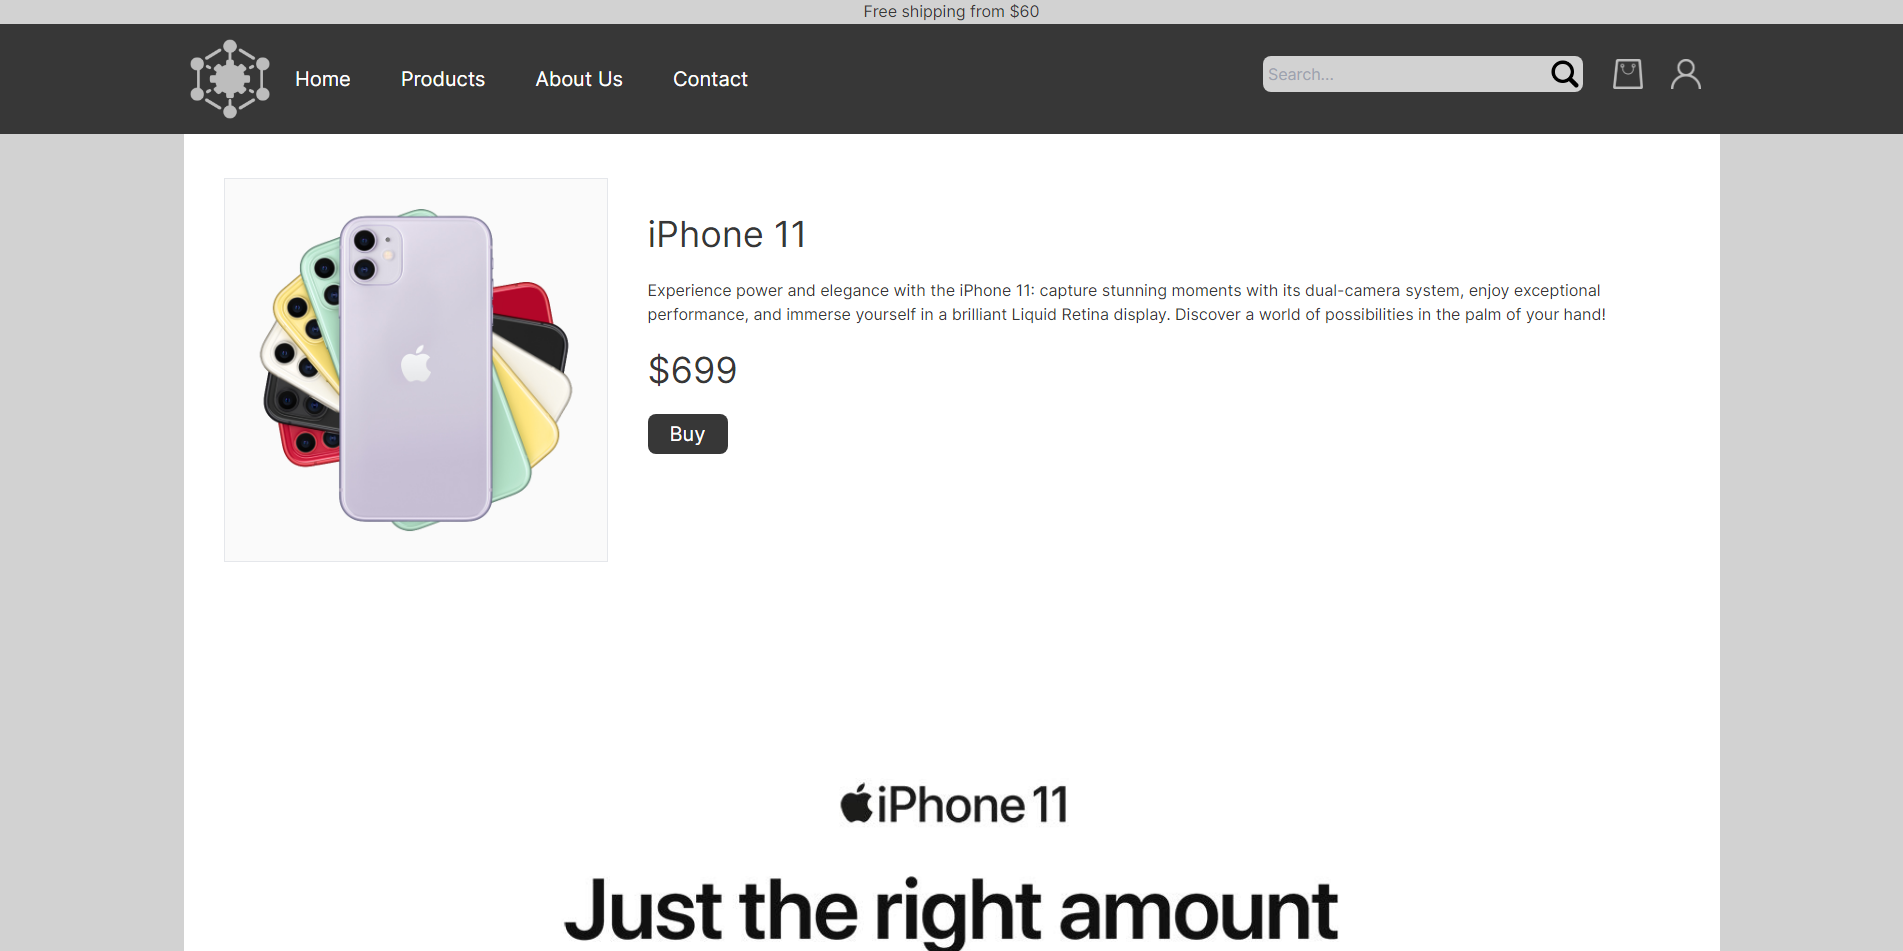 Free shipping from $60
Home
Products
About Us
Contact
Search...
iPhone 11
Experience power and elegance with the iPhone 11: capture stunning moments with its dual-camera system, enjoy exceptional
performance, and immerse yourself in a brilliant Liquid Retina display. Discover a world of possibilities in the palm of your hand!
$699
Buy
iPhone 11
Just the right amount